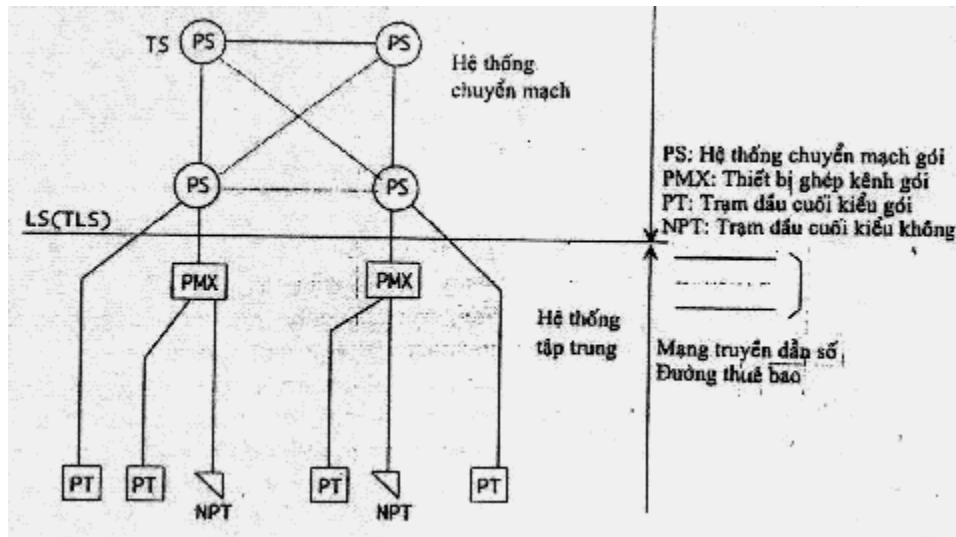 TS PS PS
Hệ thống
chuyển mạch
PS PS
LS(TLS)
PS: Hệ thống chuyển mạch gói
PMX: Thiết bị ghép kênh gói
PT: Trạm đầu cuối kiểu gói
NPT: Trạm đầu cuối kiểu không
PMX PMX
Hệ thống
tập trung
Mạng truyền dẫn số
Đường thuê bao
PT PT NPT PT NPT PT